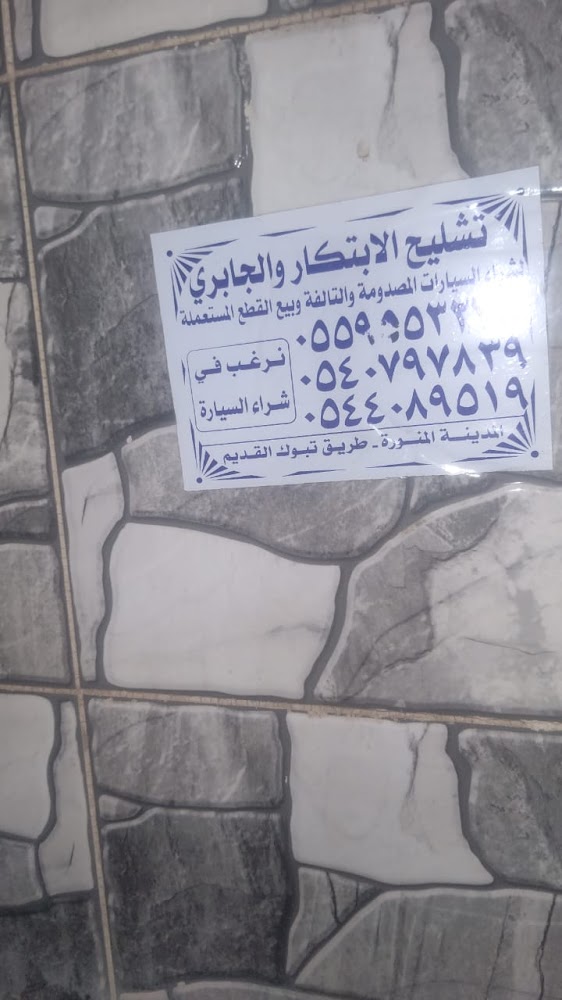 تشليح الابتكار والجابري
السيارات المصدومة والتالفة وبيع القطع المستعملة
٠٥٤٠٧٩٧٨٣٩
٠٥٤٤٠٨٩٥١٩
نرغب في
شراء السيارة
المدينة المنورة - طريق تبوك القديم